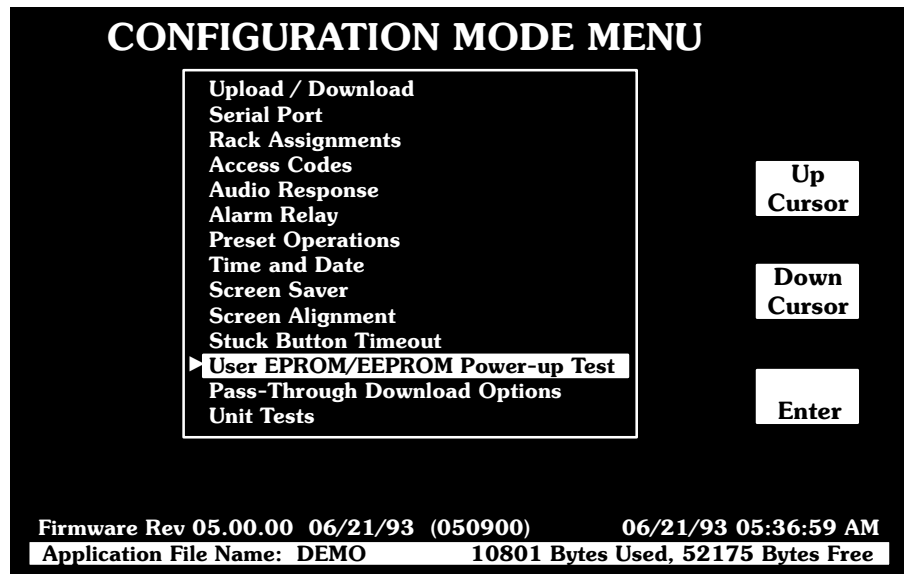 CONFIGURATION MODE MENU
Upload / Download
Serial Port
Rack Assignments
Access Codes
Audio Response
Alarm Relay
Preset Operations
Time and Date
Screen Saver
Screen Alignment
Stuck Button Timeout
User EPROM/EEPROM Power-up Test
Pass-Through Download Options
Unit Tests
Up
Cursor
Down
Cursor
Enter
Firmware Rev 05.00.00 06/21/93 (050900) 06/21/93 05:36:59 AM
Application File Name: DEMO 10801 Bytes Used, 52175 Bytes Free